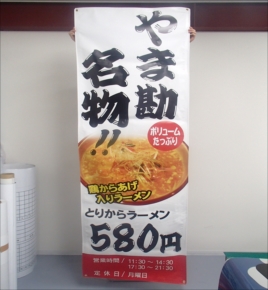 やま勘
名物!!
ボリューム
たっぷり
鶏からあげ
入りラーメン
とりからラーメン
580円
営業時間/11:30～14:30
17:30～21:30
定休日/月曜日